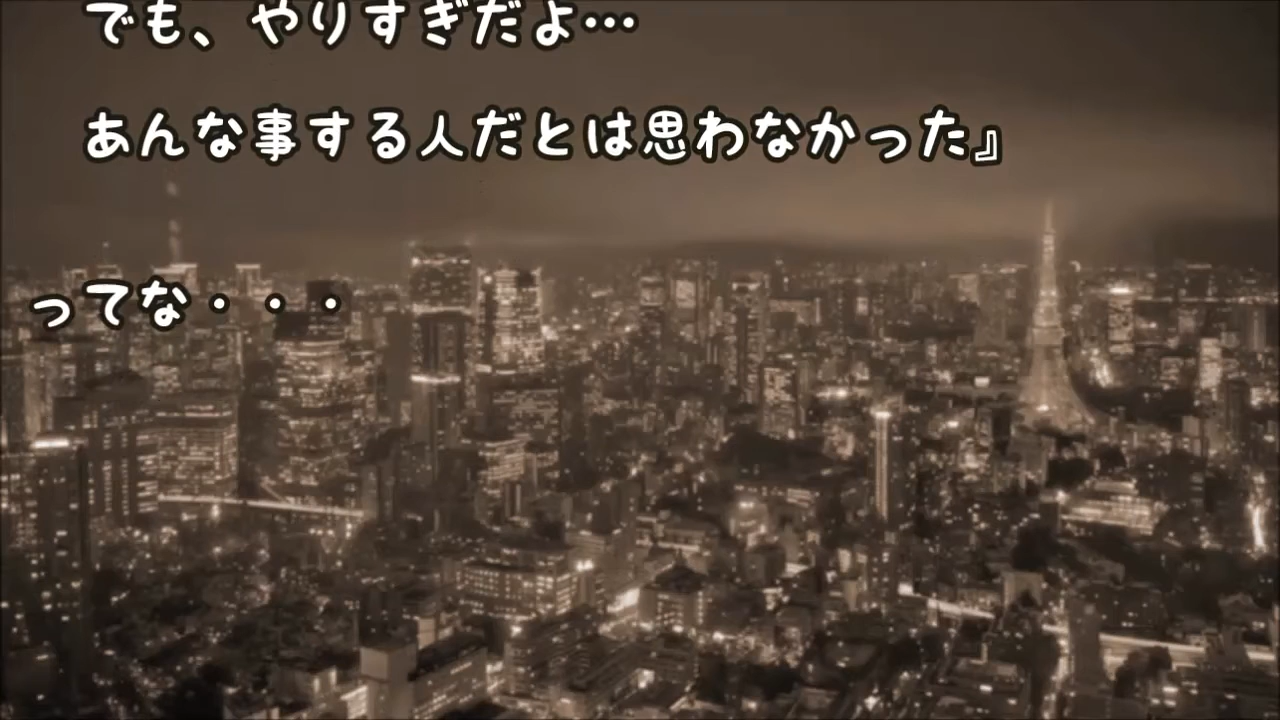 でも、やりすぎだよ…
あんな事する人だとは思わなかった』
ってな・・・